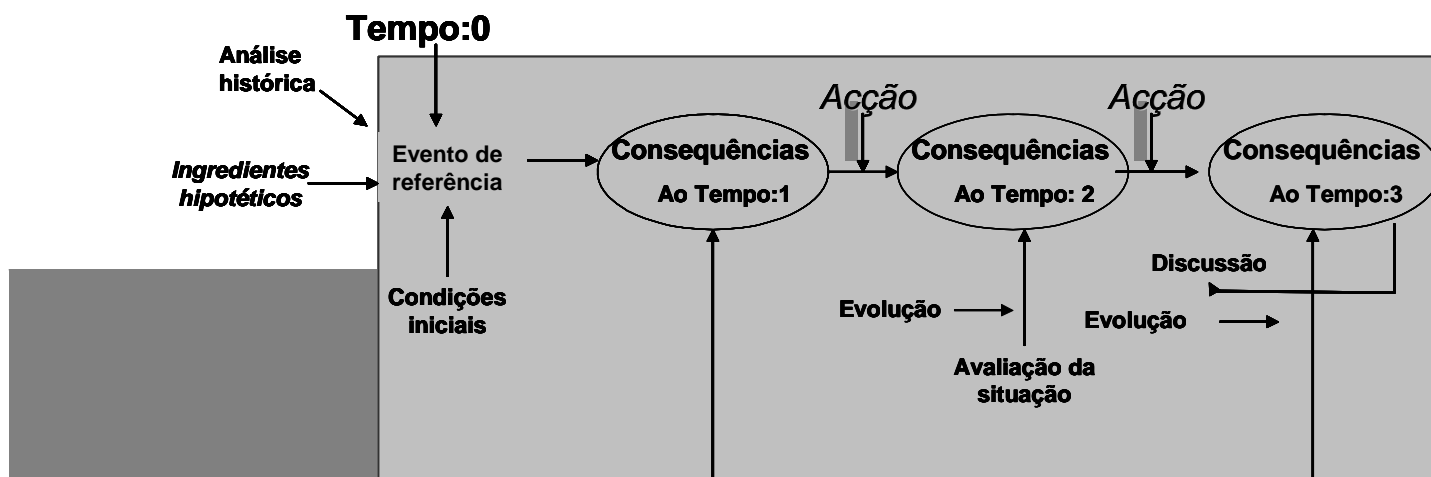 Tempo:0
Análise
histórica
Ingredientes
hipotéticos
Evento de
referência
Condições
iniciais
Consequências
Ao Tempo:1
Acção
Consequências
Ao Tempo: 2
Acção
Consequências
Ao Tempo:3
Evolução
Avaliação da
situação
Discussão
Evolução